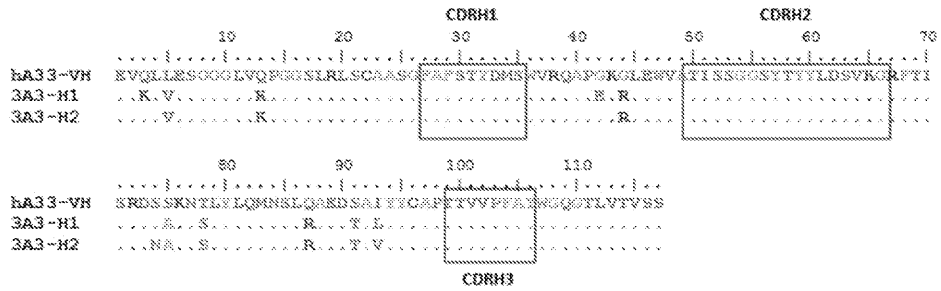 CDRH1 CDRH2
10 20 30 40 50 60 70
hA33-VH EVQLLESGGGLVQPGGSLRLSCAASGFAFSTYDMSWVRQAPGKGLEWVATISSGGSYTYYLDSVKGRFTI
3A3-H1 ..K.V.......R............................E.R..........................
3A3-H2 ....V.......K..............................R..........................
80 90 100 110
hA33-VH SRDSSKNTLYLQMNSLQAEDSAIYYCAPTTVVPFAYWGQGTLVTVSS
3A3-H1 ....A..S........R...T.L........................
3A3-H2 ...NA..S........R...T.V........................
CDRH3